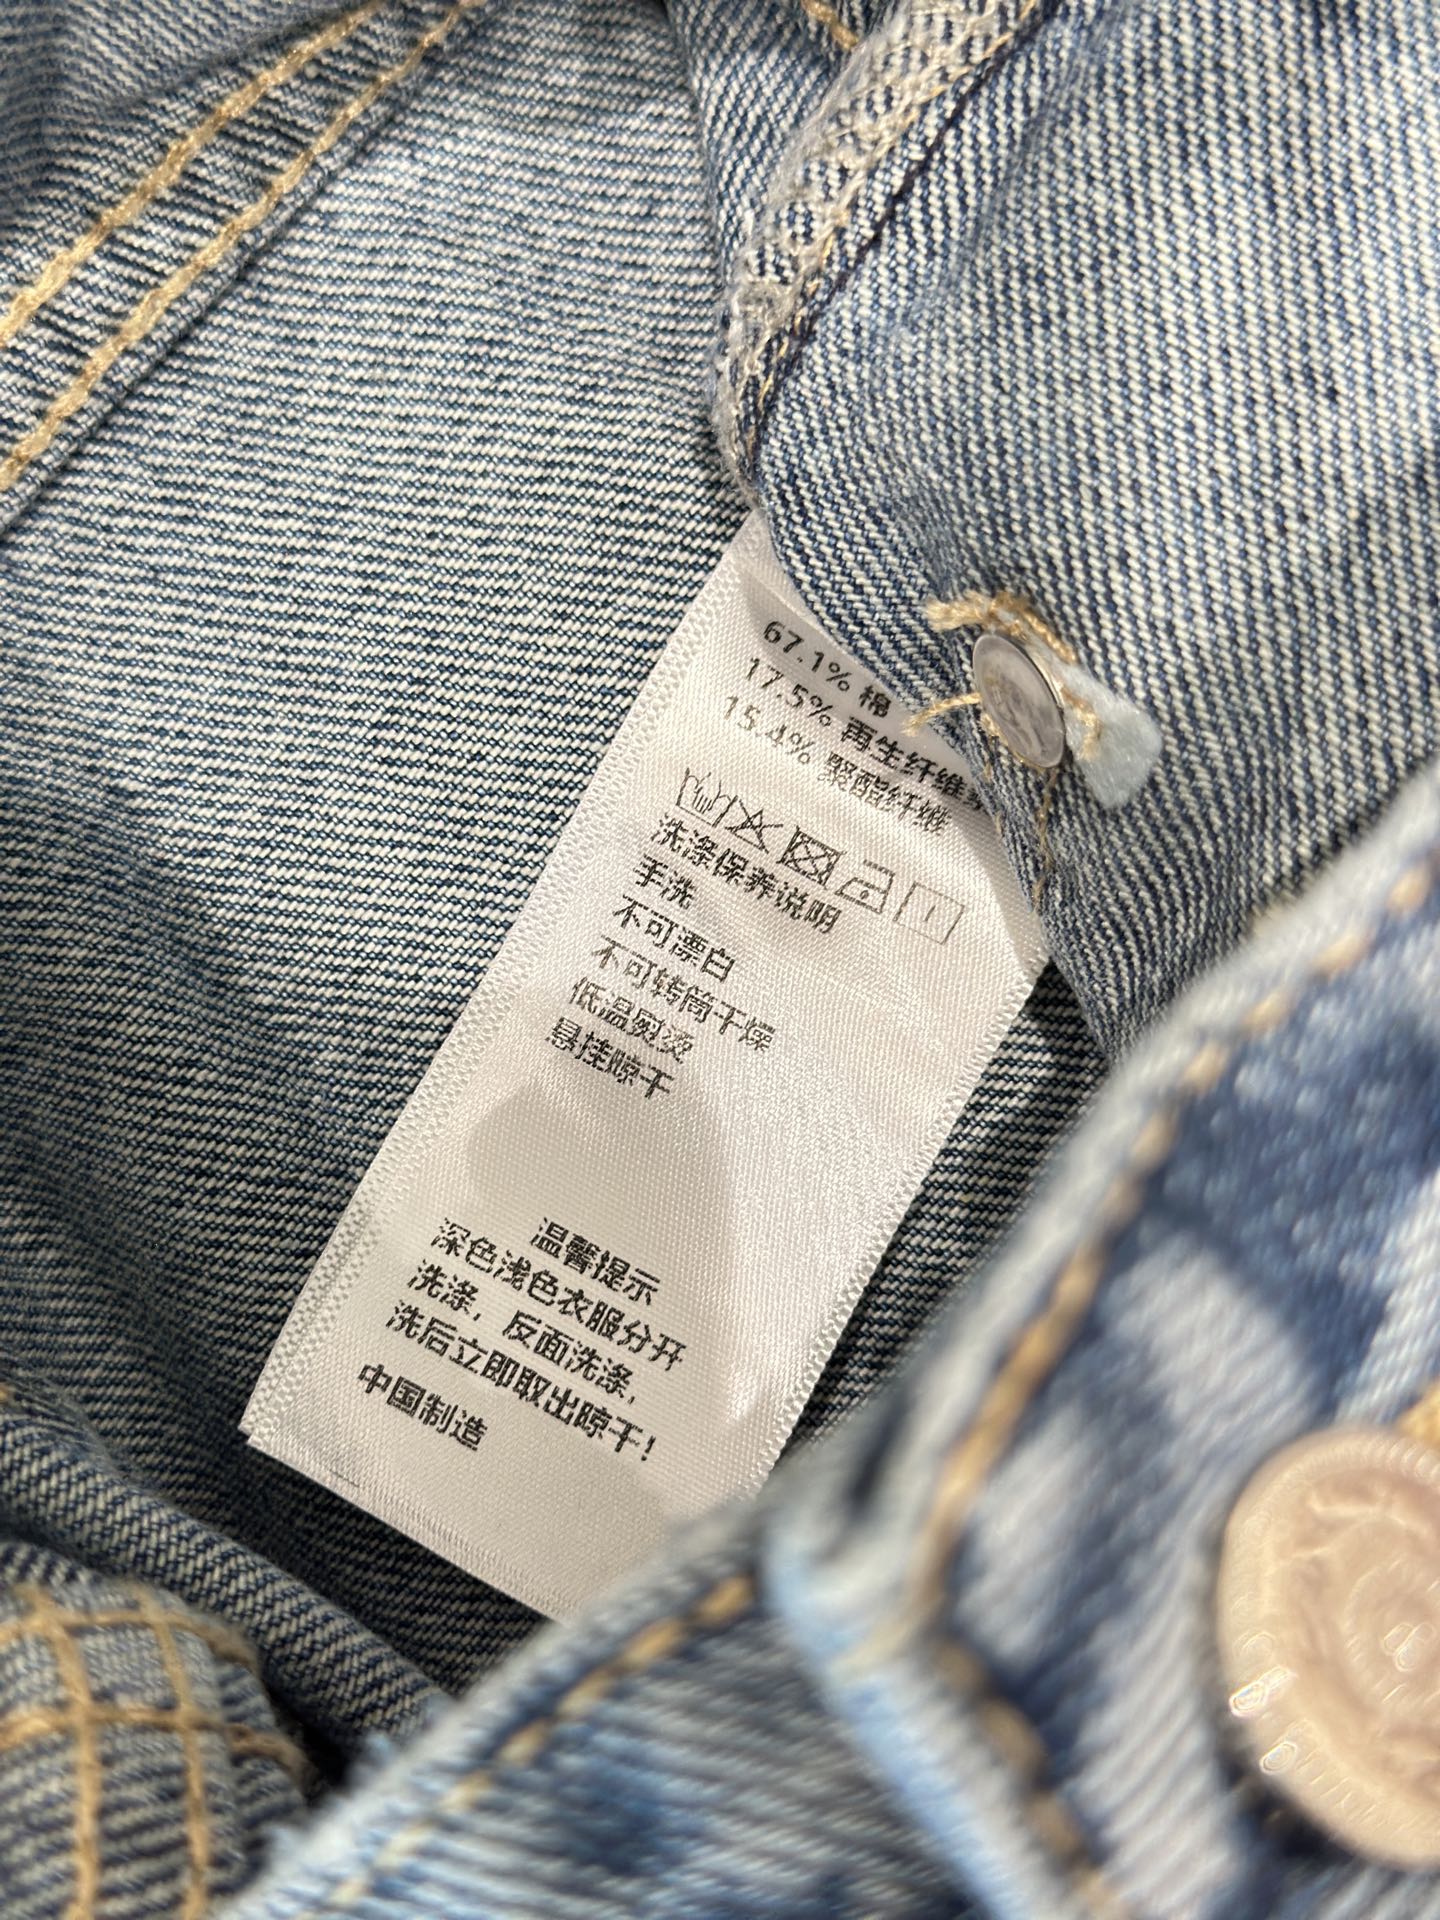 67.1% 棉
17.5% 再生纤维素
15.4% 聚酯纤维
洗涤保养说明
手洗
不可漂白
不可转筒干燥
低温熨烫
悬挂晾干
温馨提示
深色浅色衣服分开
洗涤，反面洗涤，
洗后立即取出晾干！
中国制造